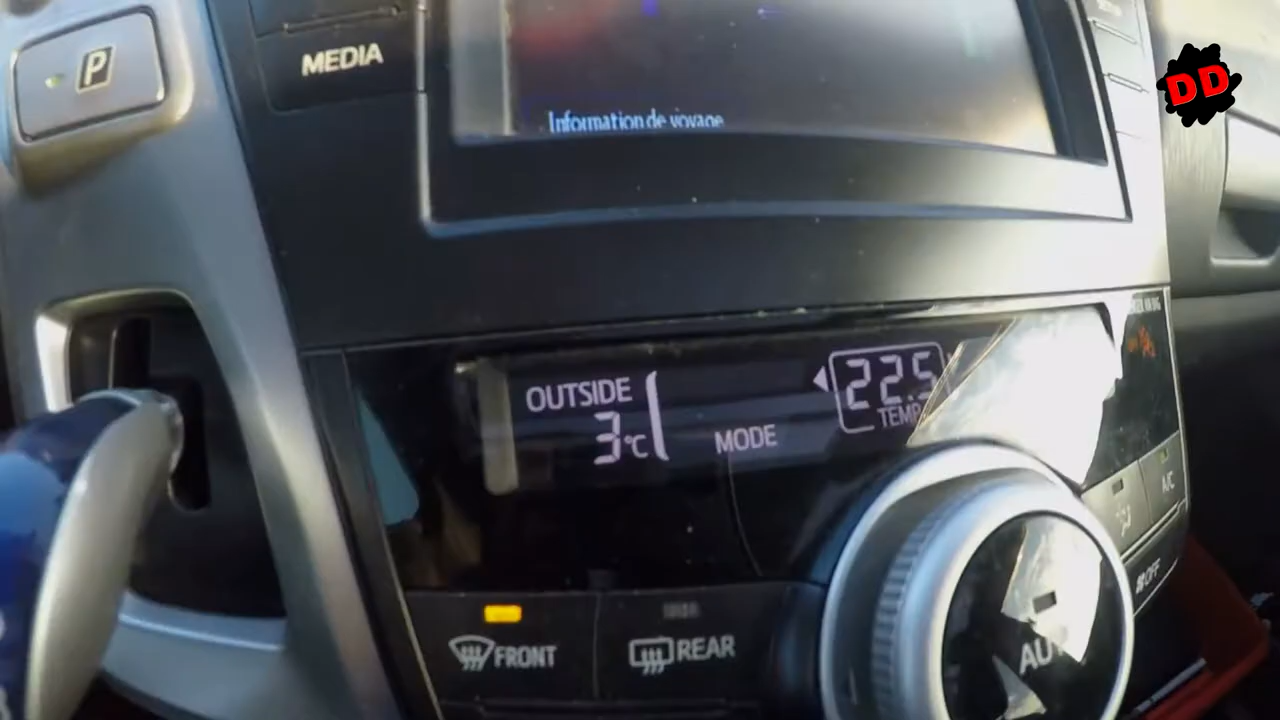 P
MEDIA
DD
Information de voyage
OUTSIDE
3°C
MODE
22.5
TEMP
A/C
OFF
FRONT
REAR
AUTO